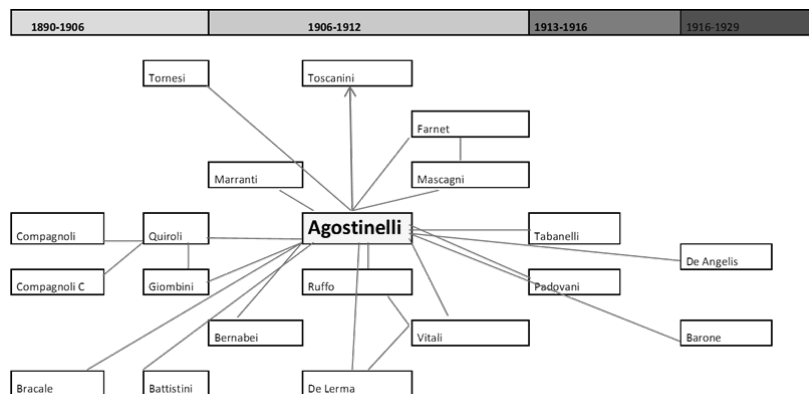 1890-1906 1906-1912 1913-1916 1916-1929
Tornesi Toscanini
Farnet
Marranti Mascagni
Compagnoli Quiroli Agostinelli Tabanelli
De Angelis
Compagnoli C Giombini Ruffo Padovani
Bernabei Vitali Barone
Bracale Battistini De Lerma